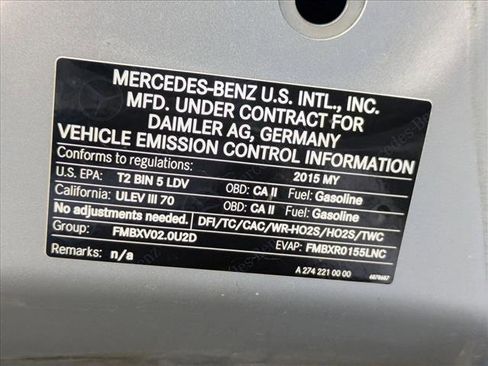 MERCEDES-BENZ U.S. INTL., INC.
MFD. UNDER CONTRACT FOR
DAIMLER AG, GERMANY
VEHICLE EMISSION CONTROL INFORMATION
Conforms to regulations: 2015 MY
U.S. EPA: T2 BIN 5 LDV OBD: CA II Fuel: Gasoline
California: ULEV III 70 OBD: CA II Fuel: Gasoline
No adjustments needed. DFI/TC/CAC/WR-HO2S/HO2S/TWC
Group: FMBXV02.0U2D EVAP: FMBXR0155LNC
Remarks: n/a
A 274 221 00 00